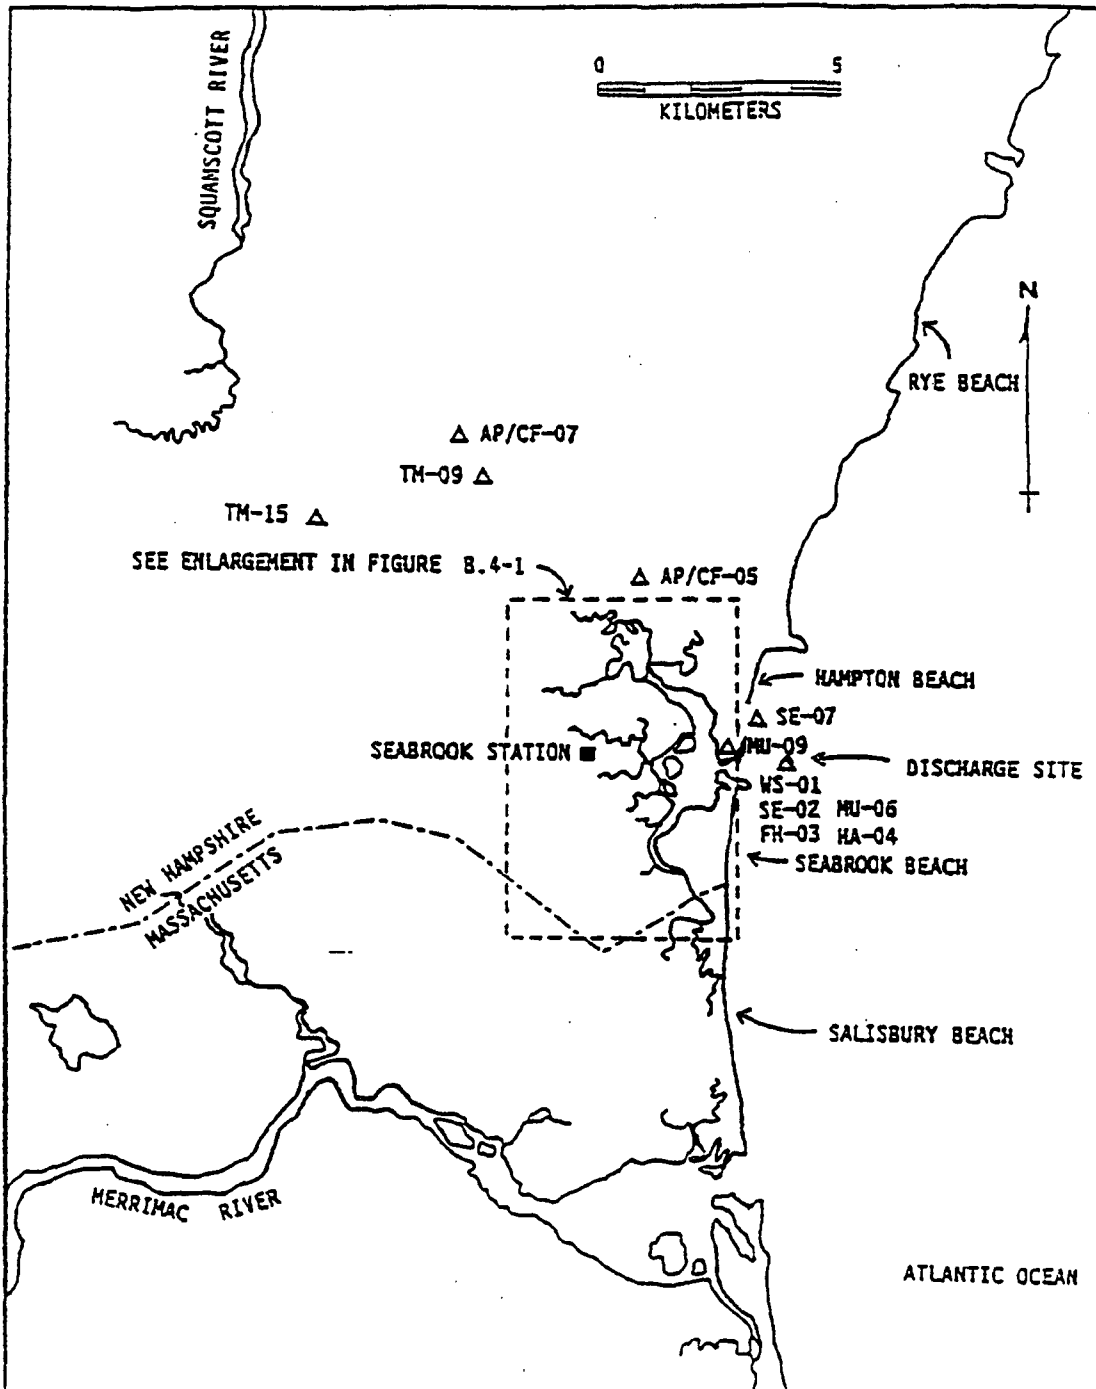 SQUAMSCOTT RIVER
0 5
KILOMETERS
N
RYE BEACH
AP/CF-07
TM-09
TM-15
SEE ENLARGEMENT IN FIGURE B.4-1
AP/CF-05
HAMPTON BEACH
SE-07
SEABROOK STATION
MU-09
DISCHARGE SITE
WS-01
SE-02 MU-06
FH-03 HA-04
SEABROOK BEACH
NEW HAMPSHIRE
MASSACHUSETTS
SALISBURY BEACH
MERRIMAC RIVER
ATLANTIC OCEAN